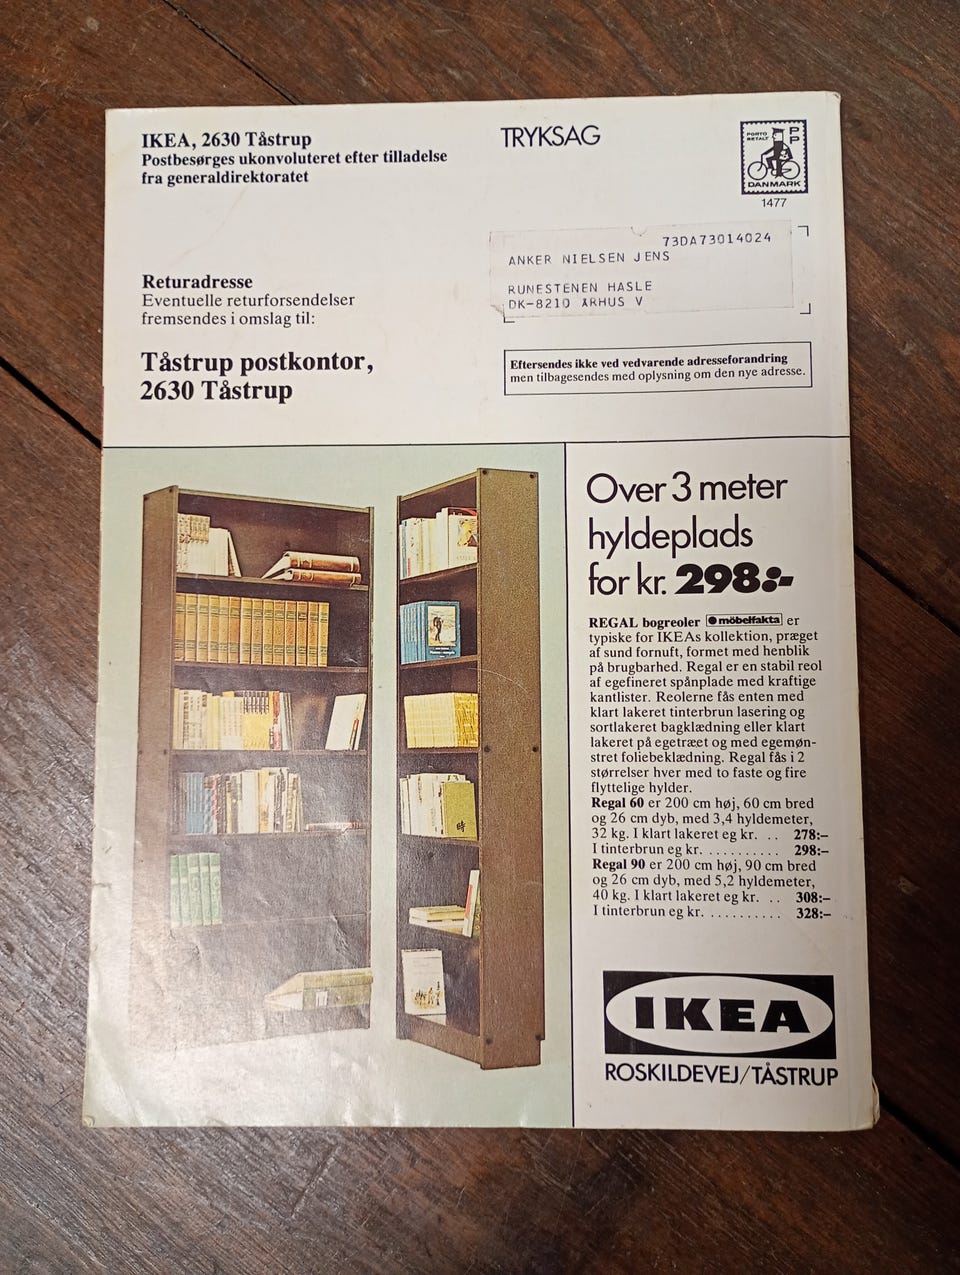 IKEA, 2630 Tåstrup
Postbesørges ukonvoluteret efter tilladelse
fra generaldirektoratet
TRYKSAG
PORTO BETALT PP
DANMARK
1477
73DA73014024
ANKER NIELSEN JENS
RUNESTENEN HASLE
DK-8210 ÅRHUS V
Returadresse
Eventuelle returforsendelser
fremsendes i omslag til:
Tåstrup postkontor,
2630 Tåstrup
Eftersendes ikke ved vedvarende adresseforandring
men tilbagesendes med oplysning om den nye adresse.
Over 3 meter
hyldeplads
for kr. 298:-
REGAL bogreoler möbelfakta er
typiske for IKEAs kollektion, præget
af sund fornuft, formet med henblik
på brugbarhed. Regal er en stabil reol
af egefineret spånplade med kraftige
kantlister. Reolerne fås enten med
klart lakeret tinterbrun lasering og
sortlakeret bagklædning eller klart
lakeret på egetræet og med egemøn-
stret foliebeklædning. Regal fås i 2
størrelser hver med to faste og fire
flyttelige hylder.
Regal 60 er 200 cm høj, 60 cm bred
og 26 cm dyb, med 3,4 hyldemeter,
32 kg. I klart lakeret eg kr. . . 278:–
I tinterbrun eg kr. . . . . . . . . . . 298:–
Regal 90 er 200 cm høj, 90 cm bred
og 26 cm dyb, med 5,2 hyldemeter,
40 kg. I klart lakeret eg kr. . . 308:–
I tinterbrun eg kr. . . . . . . . . . . 328:–
IKEA
ROSKILDEVEJ/TÅSTRUP